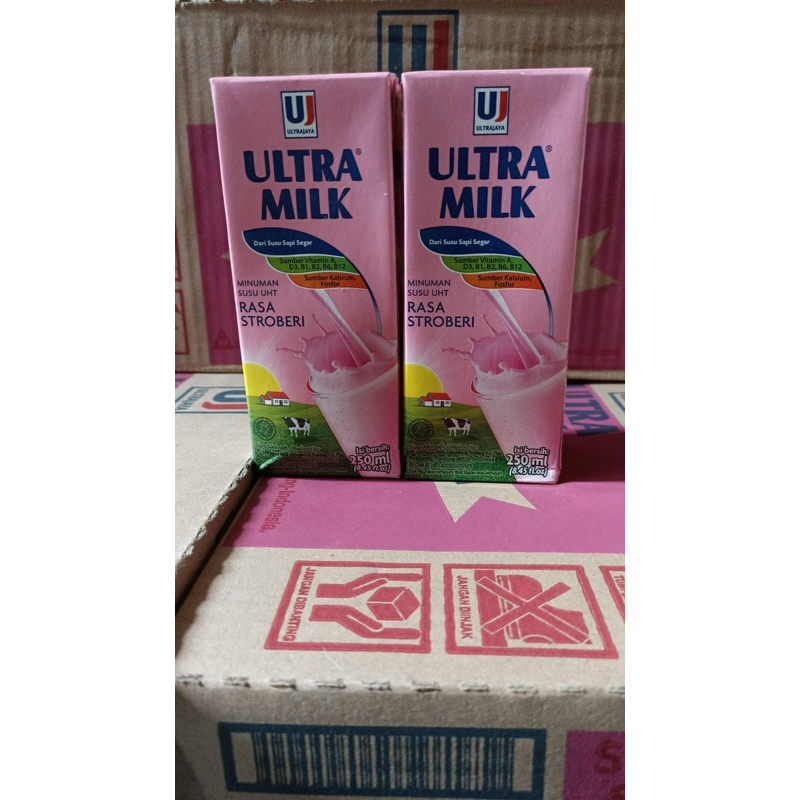 UJ
UJ
ULTRAJAYA
ULTRA®
MILK
Dari Susu Sapi Segar
Sumber Vitamin A,
D3, B1, B2, B6, B12
Sumber Kalsium,
Fosfor
MINUMAN
SUSU UHT
RASA
STROBERI
Isi bersih:
250 ml
(8.45 fl.oz)
UJ
ULTRAJAYA
ULTRA®
MILK
Dari Susu Sapi Segar
Sumber Vitamin A,
D3, B1, B2, B6, B12
Sumber Kalsium,
Fosfor
MINUMAN
SUSU UHT
RASA
STROBERI
Isi bersih:
250 ml
(8.45 fl.oz)
UJ
ULTRA
JANGAN DIBANTING
JANGAN DIINJAK